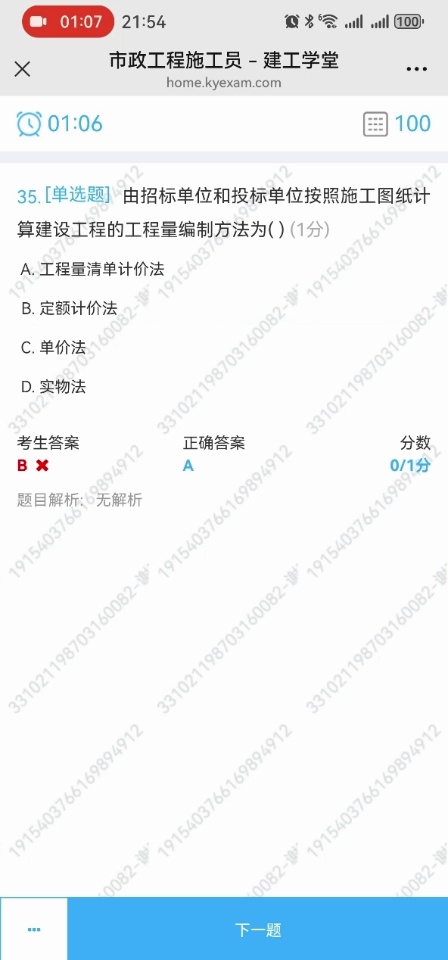 01:07 21:54 100
市政工程施工员 – 建工学堂
home.kyexam.com
01:06 100
35. [单选题] 由招标单位和投标单位按照施工图纸计
算建设工程的工程量编制方法为( ) (1分)
A. 工程量清单计价法
B. 定额计价法
C. 单价法
D. 实物法
考生答案 正确答案 分数
B A 0/1分
题目解析: 无解析
下一题